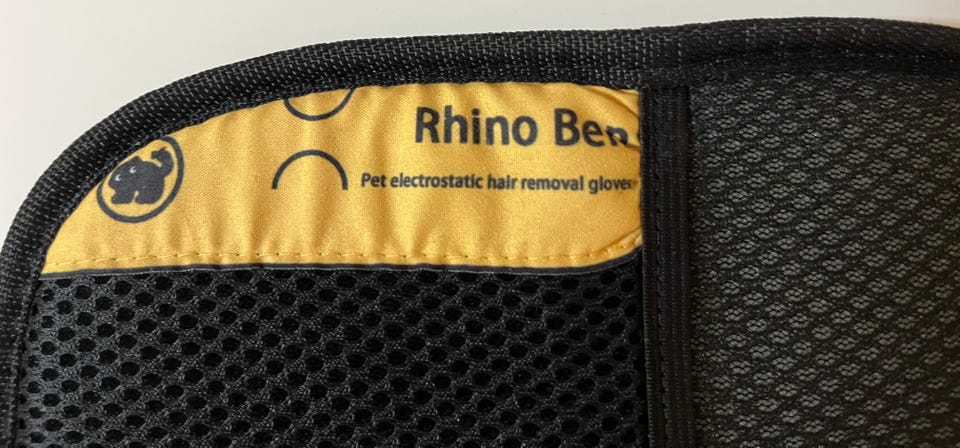 Rhino Ben
Pet electrostatic hair removal gloves